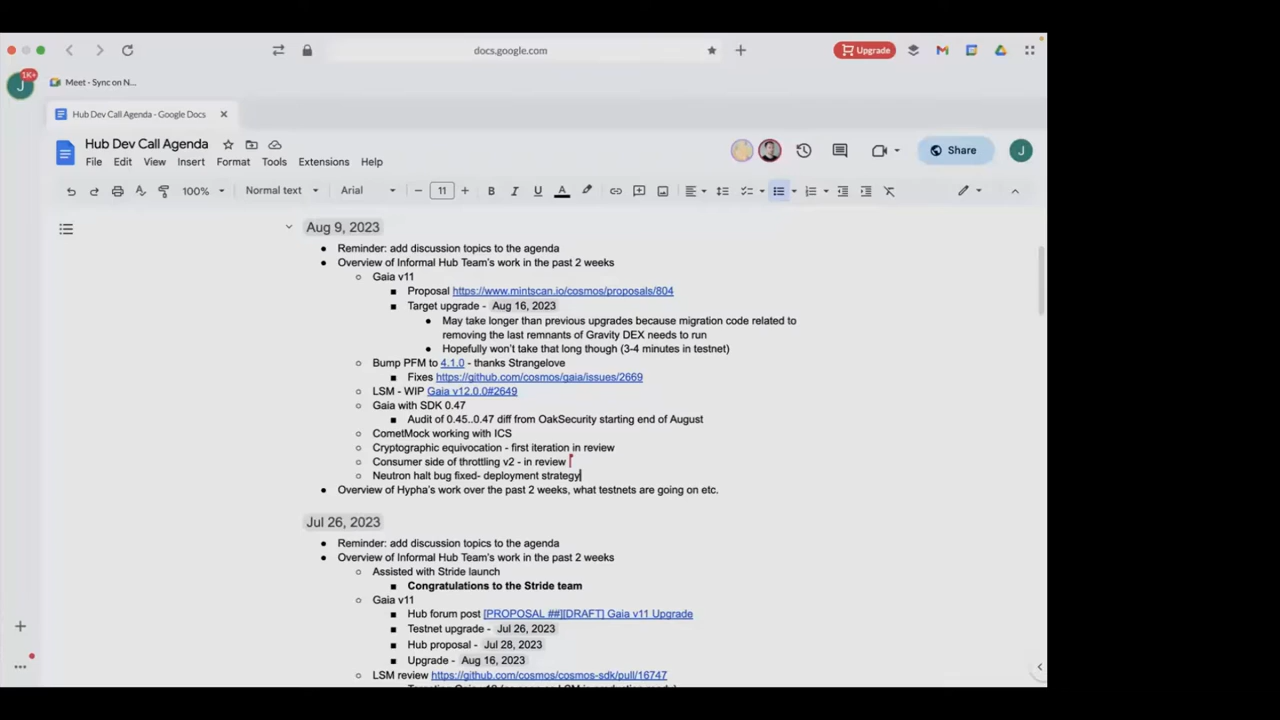 docs.google.com
Upgrade
1K+
J
Meet - Sync on N...
Hub Dev Call Agenda - Google Docs
Hub Dev Call Agenda
File Edit View Insert Format Tools Extensions Help
Share
J
100% Normal text Arial 11 B I U A
Aug 9, 2023
Reminder: add discussion topics to the agenda
Overview of Informal Hub Team's work in the past 2 weeks
Gaia v11
Proposal https://www.mintscan.io/cosmos/proposals/804
Target upgrade - Aug 16, 2023
May take longer than previous upgrades because migration code related to
removing the last remnants of Gravity DEX needs to run
Hopefully won't take that long though (3-4 minutes in testnet)
Bump PFM to 4.1.0 - thanks Strangelove
Fixes https://github.com/cosmos/gaia/issues/2669
LSM - WIP Gaia v12.0.0#2649
Gaia with SDK 0.47
Audit of 0.45..0.47 diff from OakSecurity starting end of August
CometMock working with ICS
Cryptographic equivocation - first iteration in review
Consumer side of throttling v2 - in review
Neutron halt bug fixed- deployment strategy
Overview of Hypha's work over the past 2 weeks, what testnets are going on etc.
Jul 26, 2023
Reminder: add discussion topics to the agenda
Overview of Informal Hub Team's work in the past 2 weeks
Assisted with Stride launch
Congratulations to the Stride team
Gaia v11
Hub forum post [PROPOSAL ##][DRAFT] Gaia v11 Upgrade
Testnet upgrade - Jul 26, 2023
Hub proposal - Jul 28, 2023
Upgrade - Aug 16, 2023
LSM review https://github.com/cosmos/cosmos-sdk/pull/16747